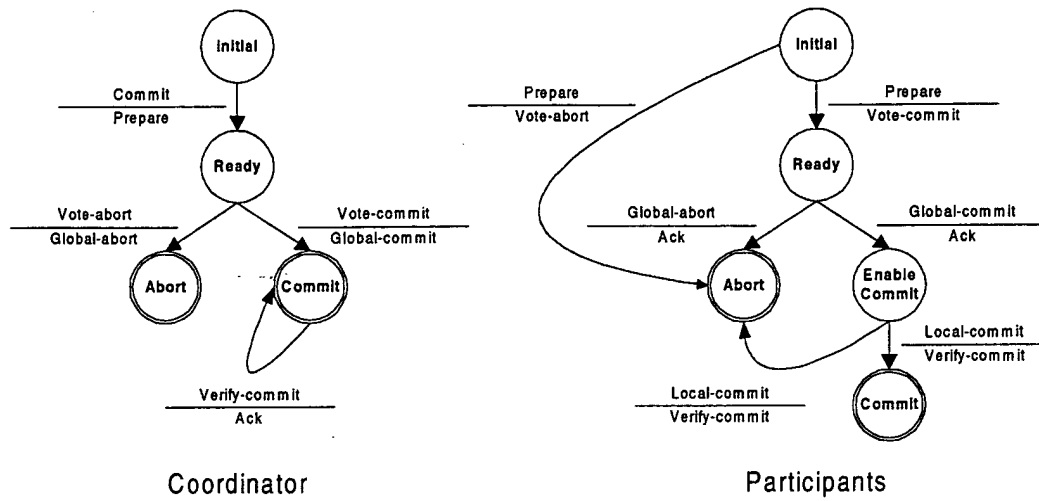 Initial
Commit
Prepare
Ready
Vote-abort
Global-abort
Vote-commit
Global-commit
Abort
Commit
Verify-commit
Ack
Coordinator
Initial
Prepare
Vote-abort
Prepare
Vote-commit
Ready
Global-abort
Ack
Global-commit
Ack
Abort
Enable
Commit
Local-commit
Verify-commit
Local-commit
Verify-commit
Commit
Participants